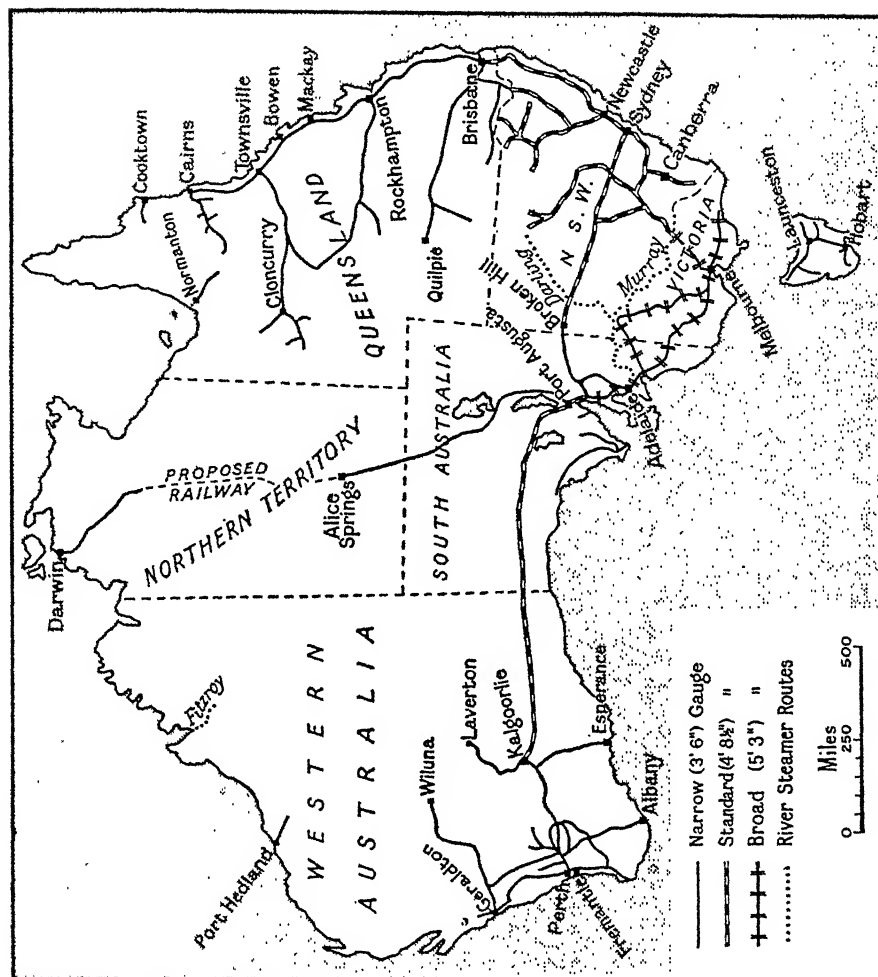 Darwin
PROPOSED
RAILWAY
NORTHERN TERRITORY
Alice
Springs
Normanton
Cooktown
Cairns
Townsville
Bowen
Mackay
Cloncurry
QUEENSLAND
Rockhampton
Quilpie
Brisbane
Fitzroy
Port Hedland
WESTERN
AUSTRALIA
Wiluna
Laverton
Kalgoorlie
Geraldton
Perth
Fremantle
Esperance
Albany
SOUTH AUSTRALIA
Port Augusta
Broken Hill
Darling
N S. W.
Murray
Adelaide
VICTORIA
Melbourne
Newcastle
Sydney
Canberra
Launceston
Hobart
Narrow (3' 6") Gauge
Standard (4' 8½") "
Broad (5' 3") "
River Steamer Routes
Miles
0 250 500